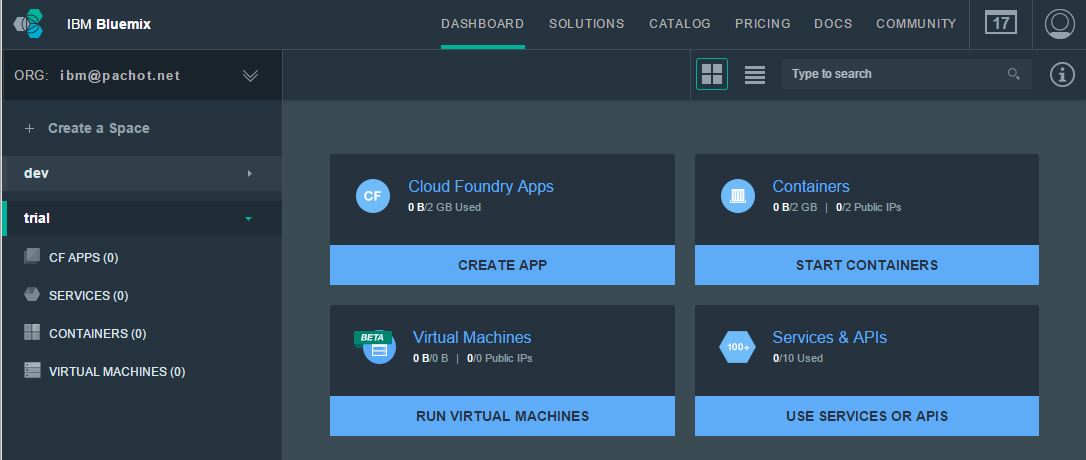 IBM Bluemix
DASHBOARD SOLUTIONS CATALOG PRICING DOCS COMMUNITY 17
ORG: ibm@pachot.net
Type to search
Create a Space
dev
trial
CF APPS (0)
SERVICES (0)
CONTAINERS (0)
VIRTUAL MACHINES (0)
CF
Cloud Foundry Apps
0 B/2 GB Used
CREATE APP
Containers
0 B/2 GB | 0/2 Public IPs
START CONTAINERS
BETA
Virtual Machines
0 B/0 B | 0/0 Public IPs
RUN VIRTUAL MACHINES
100+
Services & APIs
0/10 Used
USE SERVICES OR APIS